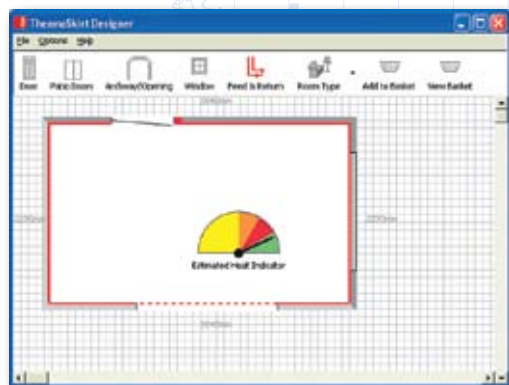 ThermaSkirt Designer
File Options Help
Door Patio Doors Archway/Opening Window Feed & Return Room Type Add to Basket View Basket
Estimated Heat Indicator